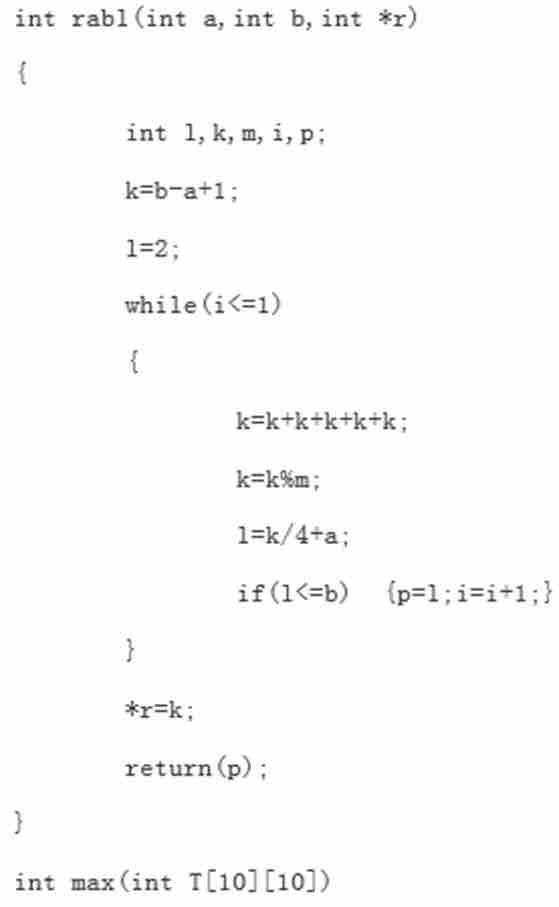 int rabl(int a,int b,int *r)
{
int l,k,m,i,p;
k=b-a+1;
l=2;
while(i<=1)
{
k=k+k+k+k+k;
k=k%m;
l=k/4+a;
if(l<=b) {p=l;i=i+1;}
}
*r=k;
return(p);
}
int max(int T[10][10])